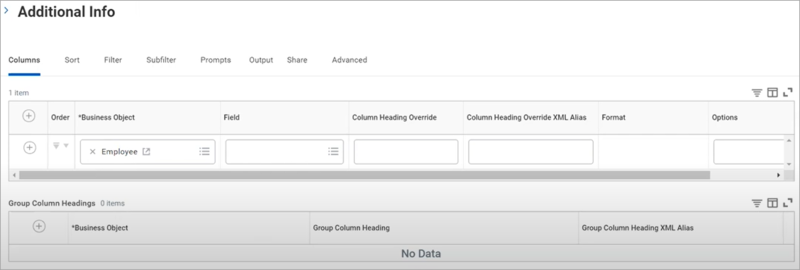 Additional Info
Columns Sort Filter Subfilter Prompts Output Share Advanced
1 item
Order *Business Object Field Column Heading Override Column Heading Override XML Alias Format Options
Employee
Group Column Headings 0 items
*Business Object Group Column Heading Group Column Heading XML Alias
No Data